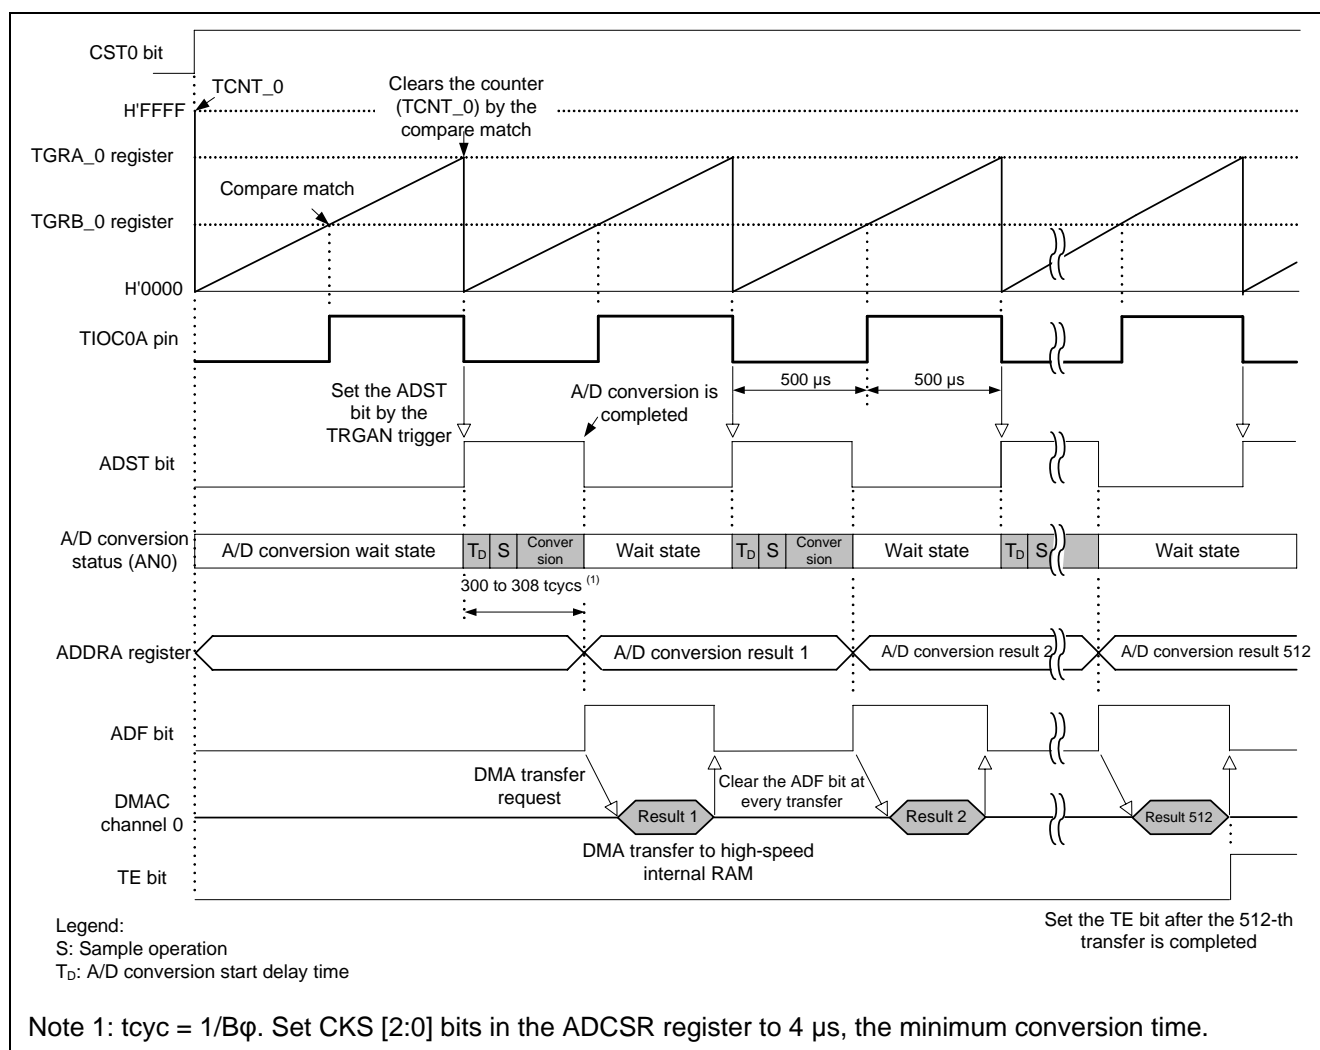 CST0 bit
TCNT_0
Clears the counter
(TCNT_0) by the
compare match
H'FFFF
TGRA_0 register
Compare match
TGRB_0 register
H'0000
TIOC0A pin
Set the ADST
bit by the
TRGAN trigger
A/D conversion is
completed
500 µs
500 µs
ADST bit
A/D conversion
status (AN0)
A/D conversion wait state
TD
S
Conver
sion
Wait state
TD
S
Conver
sion
Wait state
TD
S
Wait state
300 to 308 tcycs (1)
ADDRA register
A/D conversion result 1
A/D conversion result 2
A/D conversion result 512
ADF bit
DMA transfer
request
Clear the ADF bit at
every transfer
DMAC
channel 0
Result 1
Result 2
Result 512
DMA transfer to high-speed
internal RAM
TE bit
Set the TE bit after the 512-th
transfer is completed
Legend:
S: Sample operation
TD: A/D conversion start delay time
Note 1: tcyc = 1/Bφ. Set CKS [2:0] bits in the ADCSR register to 4 µs, the minimum conversion time.